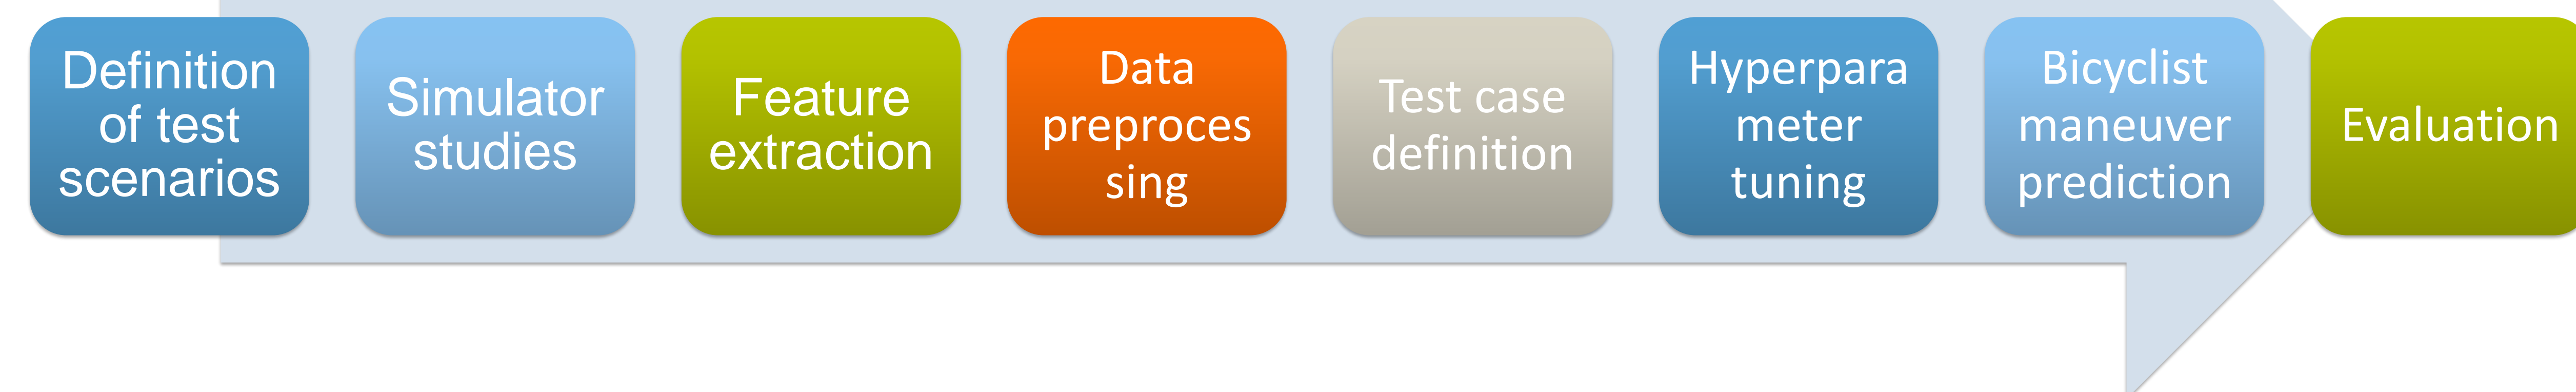 Definition
of test
scenarios
Simulator
studies
Feature
extraction
Data
preproces
sing
Test case
definition
Hyperpara
meter
tuning
Bicyclist
maneuver
prediction
Evaluation